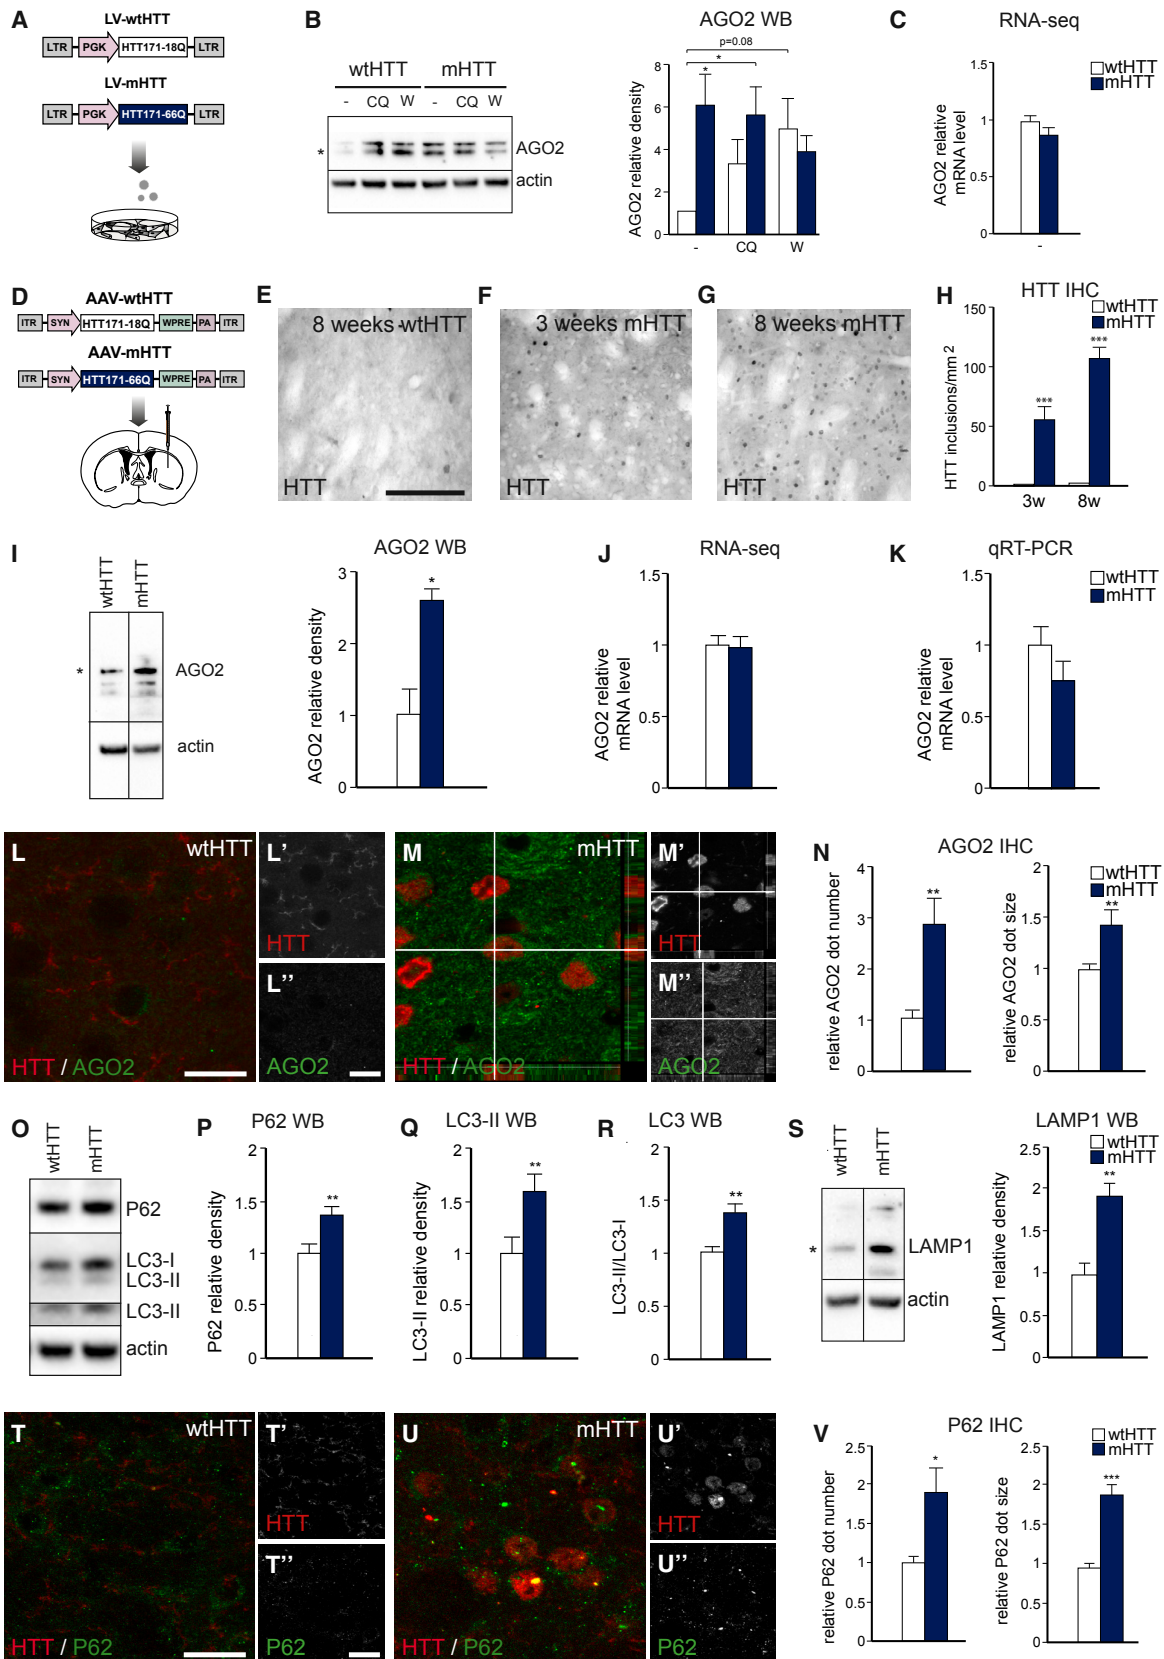 A
LV-wtHTT
LTR PGK HTT171-18Q LTR
LV-mHTT
LTR PGK HTT171-66Q LTR
B
wtHTT mHTT
- CQ W - CQ W
* AGO2
actin
AGO2 WB
p=0.08
*
*
AGO2 relative density
8
6
4
2
0
- CQ W
C
RNA-seq
wtHTT
mHTT
AGO2 relative
mRNA level
1.5
1
0.5
0
-
D
AAV-wtHTT
ITR SYN HTT171-18Q WPRE PA ITR
AAV-mHTT
ITR SYN HTT171-66Q WPRE PA ITR
E
8 weeks wtHTT
HTT
F
3 weeks mHTT
HTT
G
8 weeks mHTT
HTT
H
HTT IHC
wtHTT
mHTT
HTT inclusions/mm2
150
100
50
0
***
***
3w 8w
I
wtHTT
mHTT
* AGO2
actin
AGO2 WB
AGO2 relative density
3
2
1
0
*
J
RNA-seq
AGO2 relative
mRNA level
1.5
1
0.5
0
K
qRT-PCR
wtHTT
mHTT
AGO2 relative
mRNA level
1.5
1
0.5
0
L
wtHTT
HTT / AGO2
L'
HTT
L''
AGO2
M
mHTT
HTT / AGO2
M'
HTT
M''
AGO2
N
AGO2 IHC
wtHTT
mHTT
relative AGO2 dot number
4
3
2
1
0
**
relative AGO2 dot size
2
1.5
1
0.5
0
**
O
wtHTT
mHTT
P62
LC3-I
LC3-II
LC3-II
actin
P
P62 WB
P62 relative density
2
1.5
1
0.5
0
**
Q
LC3-II WB
LC3-II relative density
2
1.5
1
0.5
0
**
R
LC3 WB
LC3-II/LC3-I
2
1.5
1
0.5
0
**
S
wtHTT
mHTT
* LAMP1
actin
LAMP1 WB
wtHTT
mHTT
LAMP1 relative density
2.5
2
1.5
1
0.5
0
**
T
wtHTT
HTT / P62
T'
HTT
T''
P62
U
mHTT
HTT / P62
U'
HTT
U''
P62
V
P62 IHC
wtHTT
mHTT
relative P62 dot number
2.5
2
1.5
1
0.5
0
*
relative P62 dot size
2.5
2
1.5
1
0.5
0
***